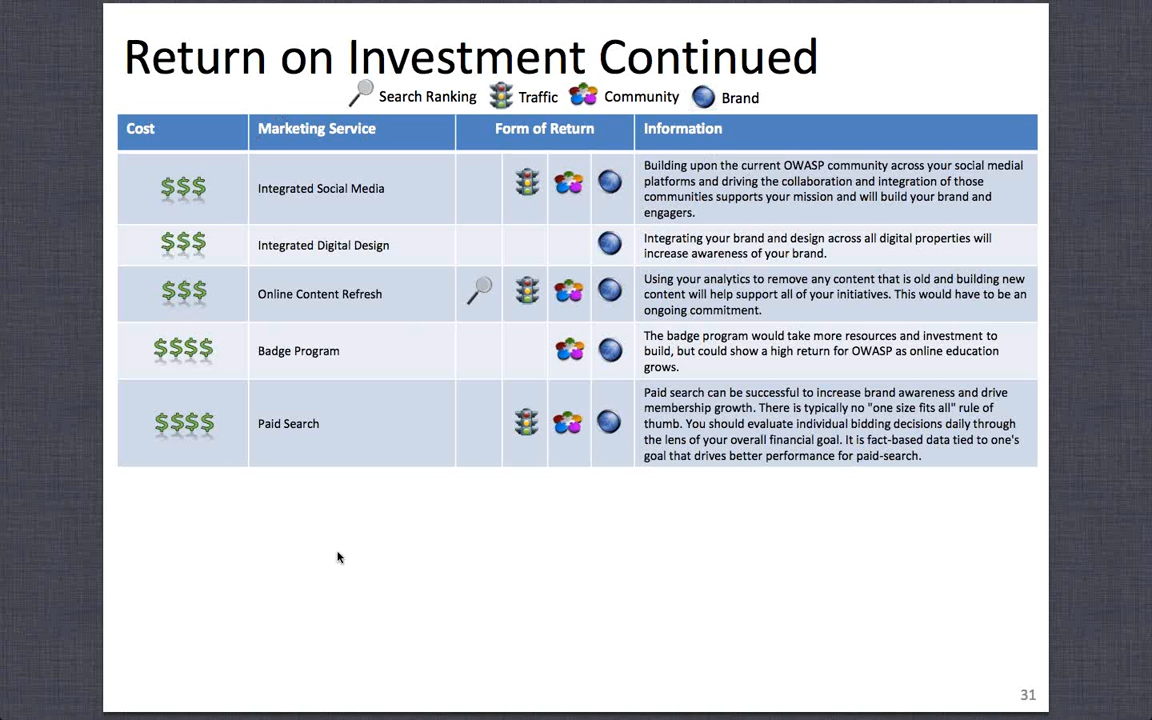 Return on Investment Continued
Search Ranking Traffic Community Brand
Cost Marketing Service Form of Return Information
$$$ Integrated Social Media
Building upon the current OWASP community across your social medial
platforms and driving the collaboration and integration of those
communities supports your mission and will build your brand and
engagers.
$$$ Integrated Digital Design
Integrating your brand and design across all digital properties will
increase awareness of your brand.
$$$ Online Content Refresh
Using your analytics to remove any content that is old and building new
content will help support all of your initiatives. This would have to be an
ongoing commitment.
$$$$ Badge Program
The badge program would take more resources and investment to
build, but could show a high return for OWASP as online education
grows.
$$$$ Paid Search
Paid search can be successful to increase brand awareness and drive
membership growth. There is typically no "one size fits all" rule of
thumb. You should evaluate individual bidding decisions daily through
the lens of your overall financial goal. It is fact-based data tied to one's
goal that drives better performance for paid-search.
31